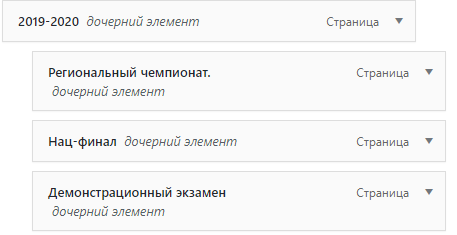 2019-2020 дочерний элемент Страница
Региональный чемпионат. Страница
дочерний элемент
Нац-финал дочерний элемент Страница
Демонстрационный экзамен Страница
дочерний элемент